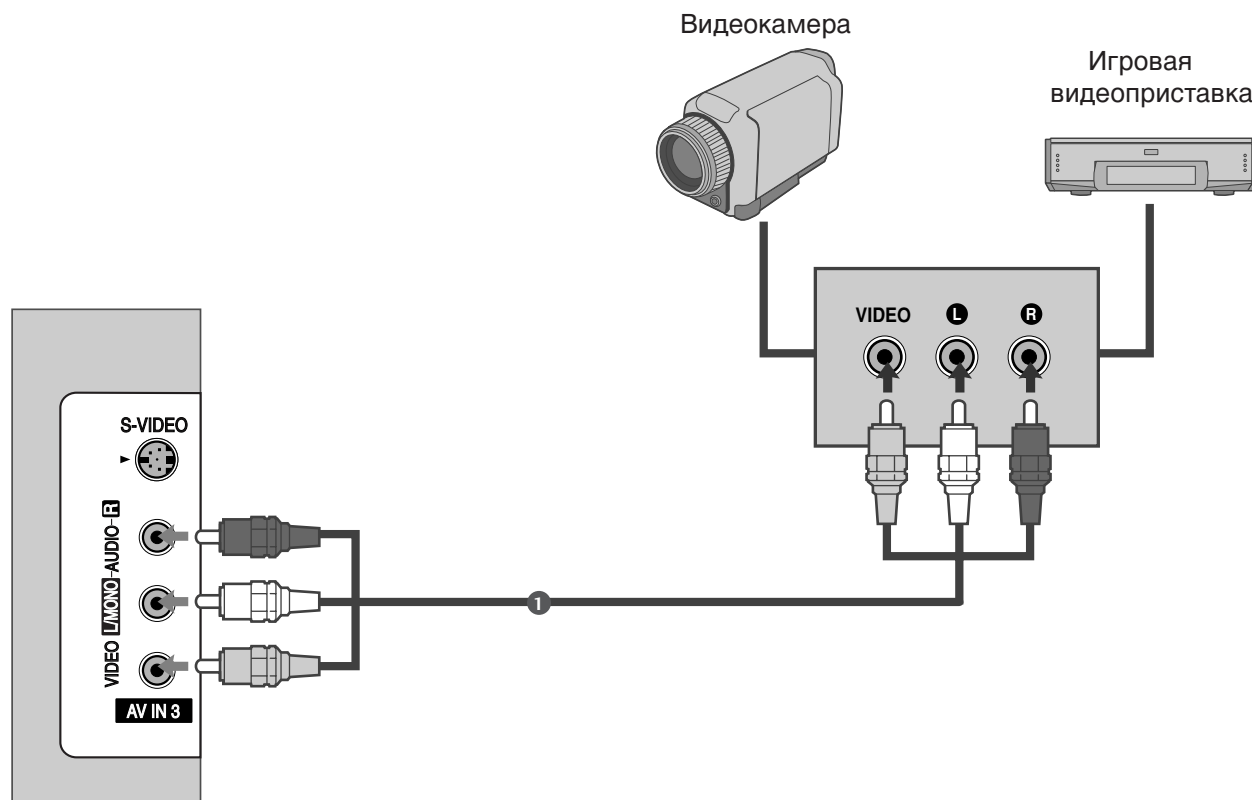 Видеокамера
Игровая
видеоприставка
VIDEO
L
R
S-VIDEO
VIDEO L/MONO-AUDIO-R
1
AV IN 3